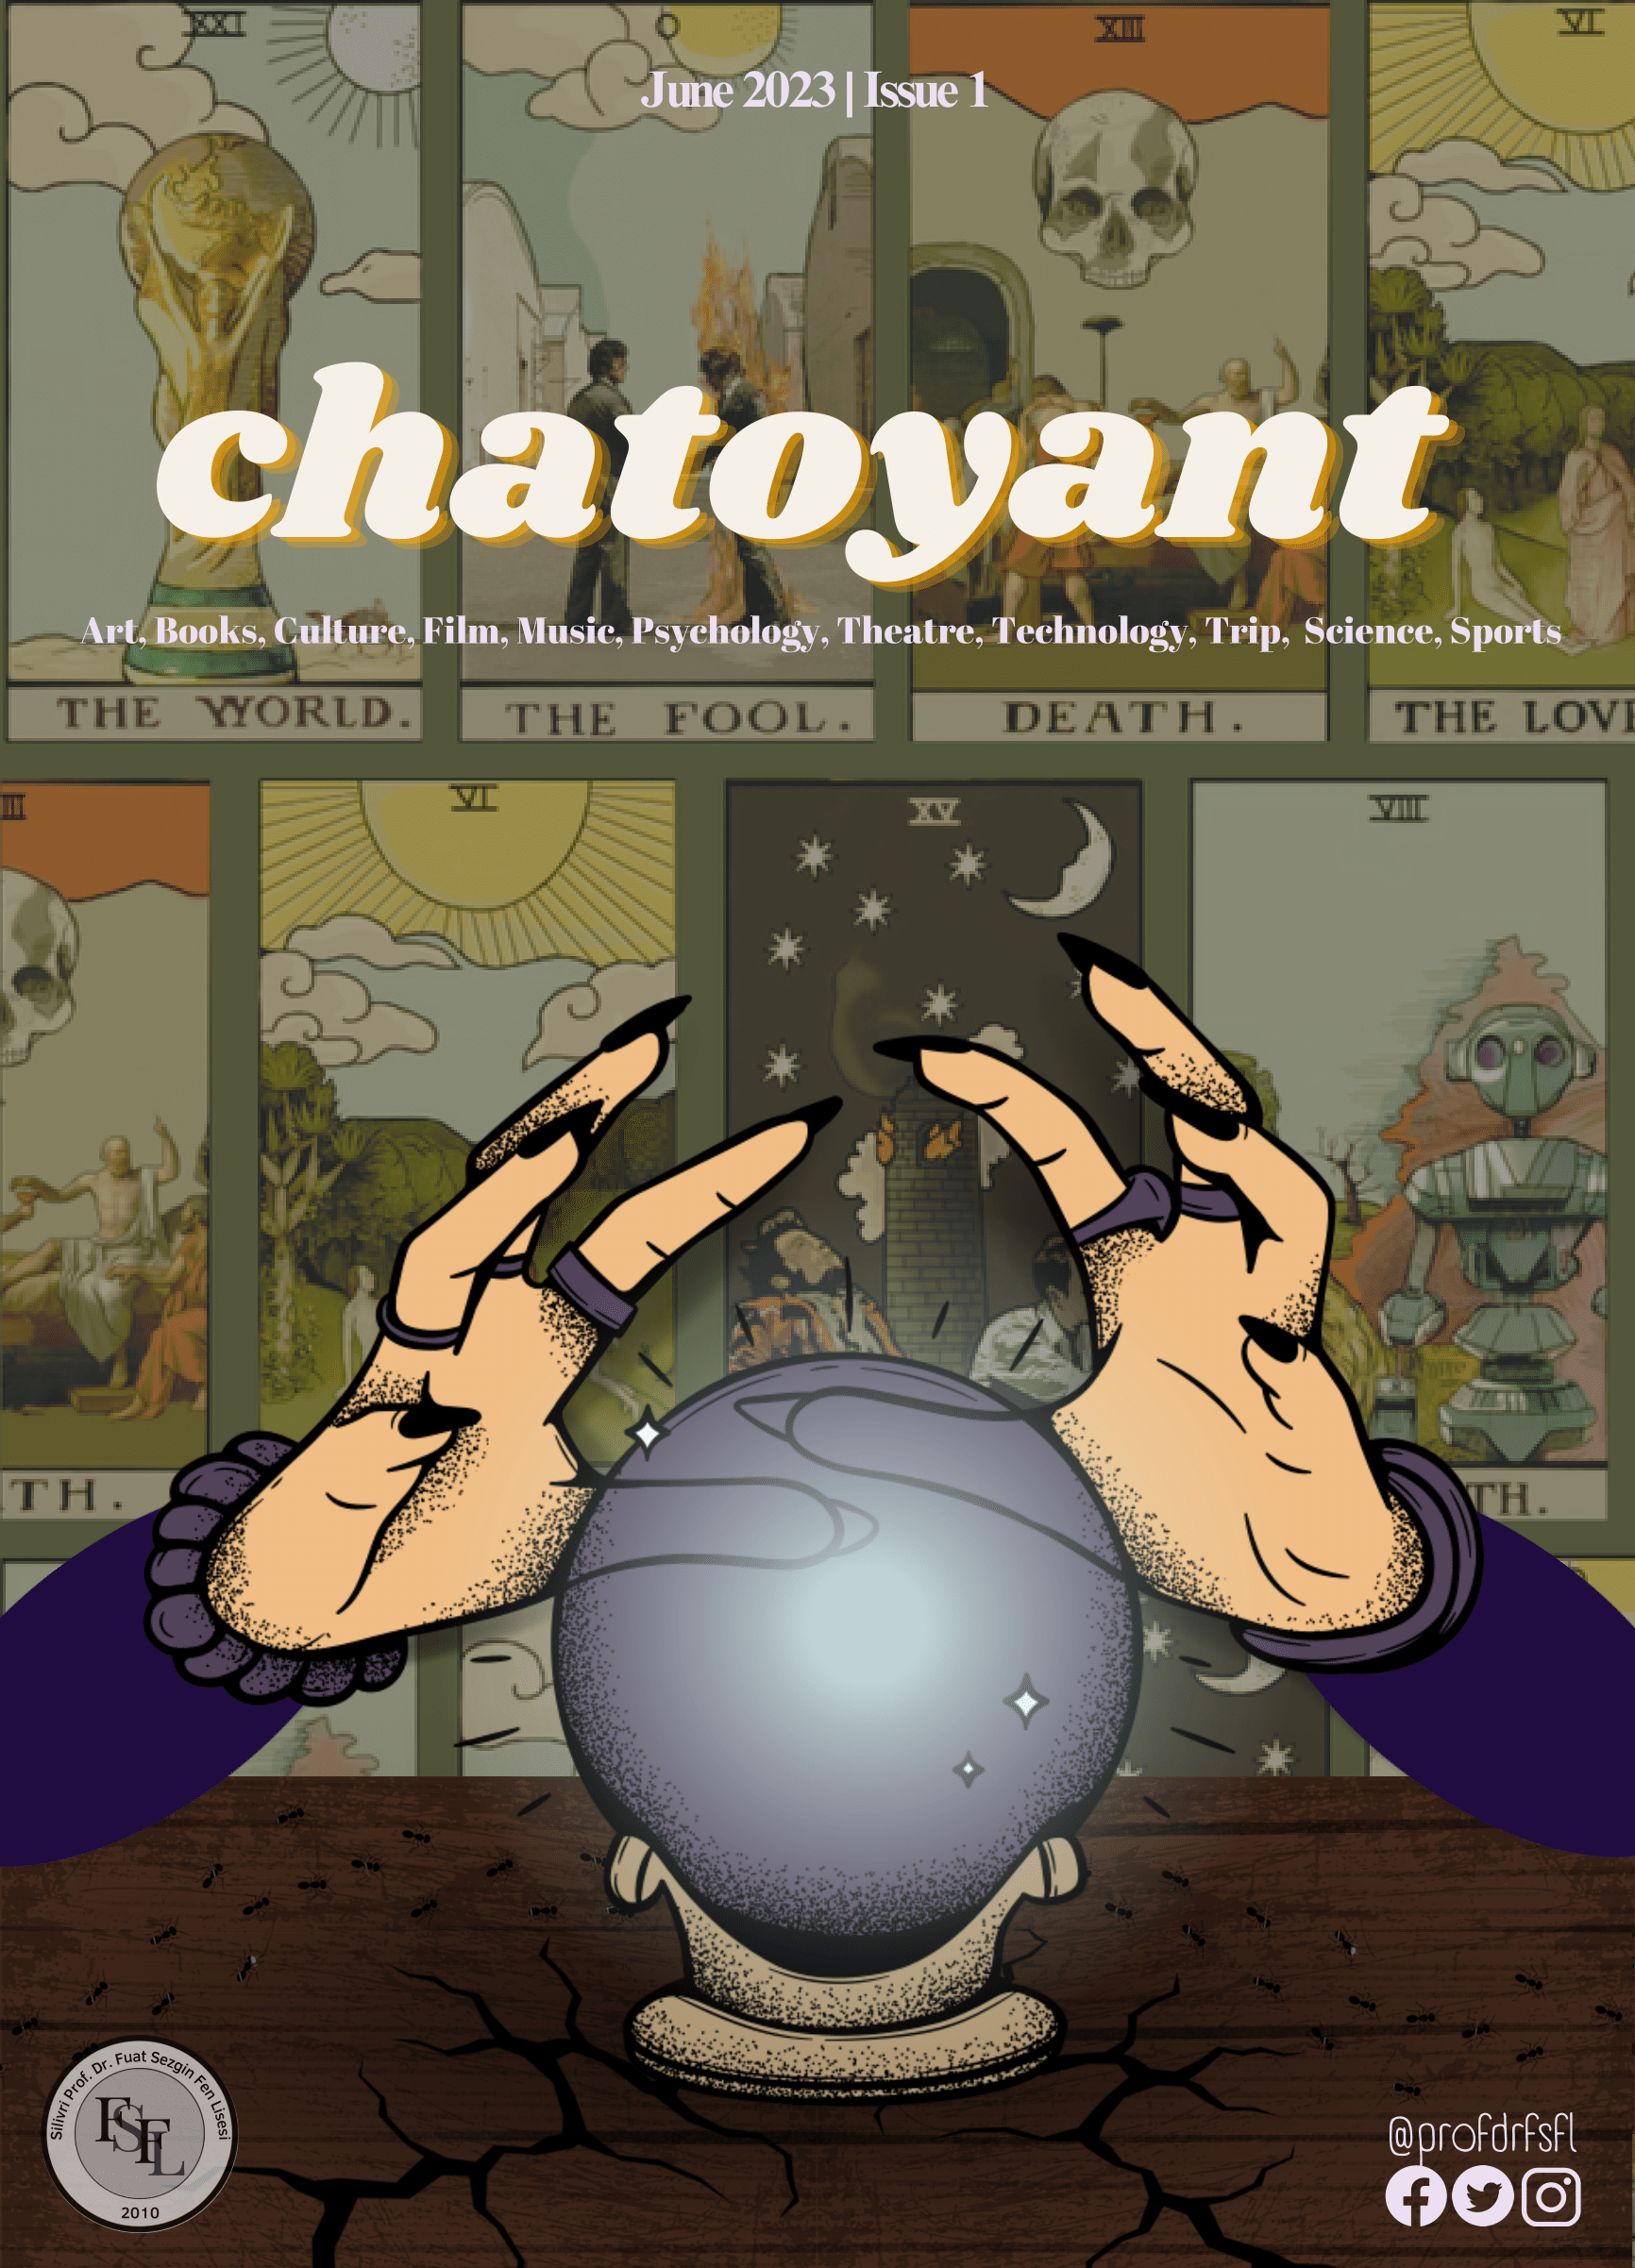 XXI
O
XIII
VI
June 2023 | Issue 1
chatoyant
Art, Books, Culture, Film, Music, Psychology, Theatre, Technology, Trip, Science, Sports
THE WORLD.
THE FOOL.
DEATH.
THE LOVE
III
VI
XV
VIII
TH.
TH.
Silivri Prof. Dr. Fuat Sezgin Fen Lisesi
FSFL
2010
@profdrfsfl